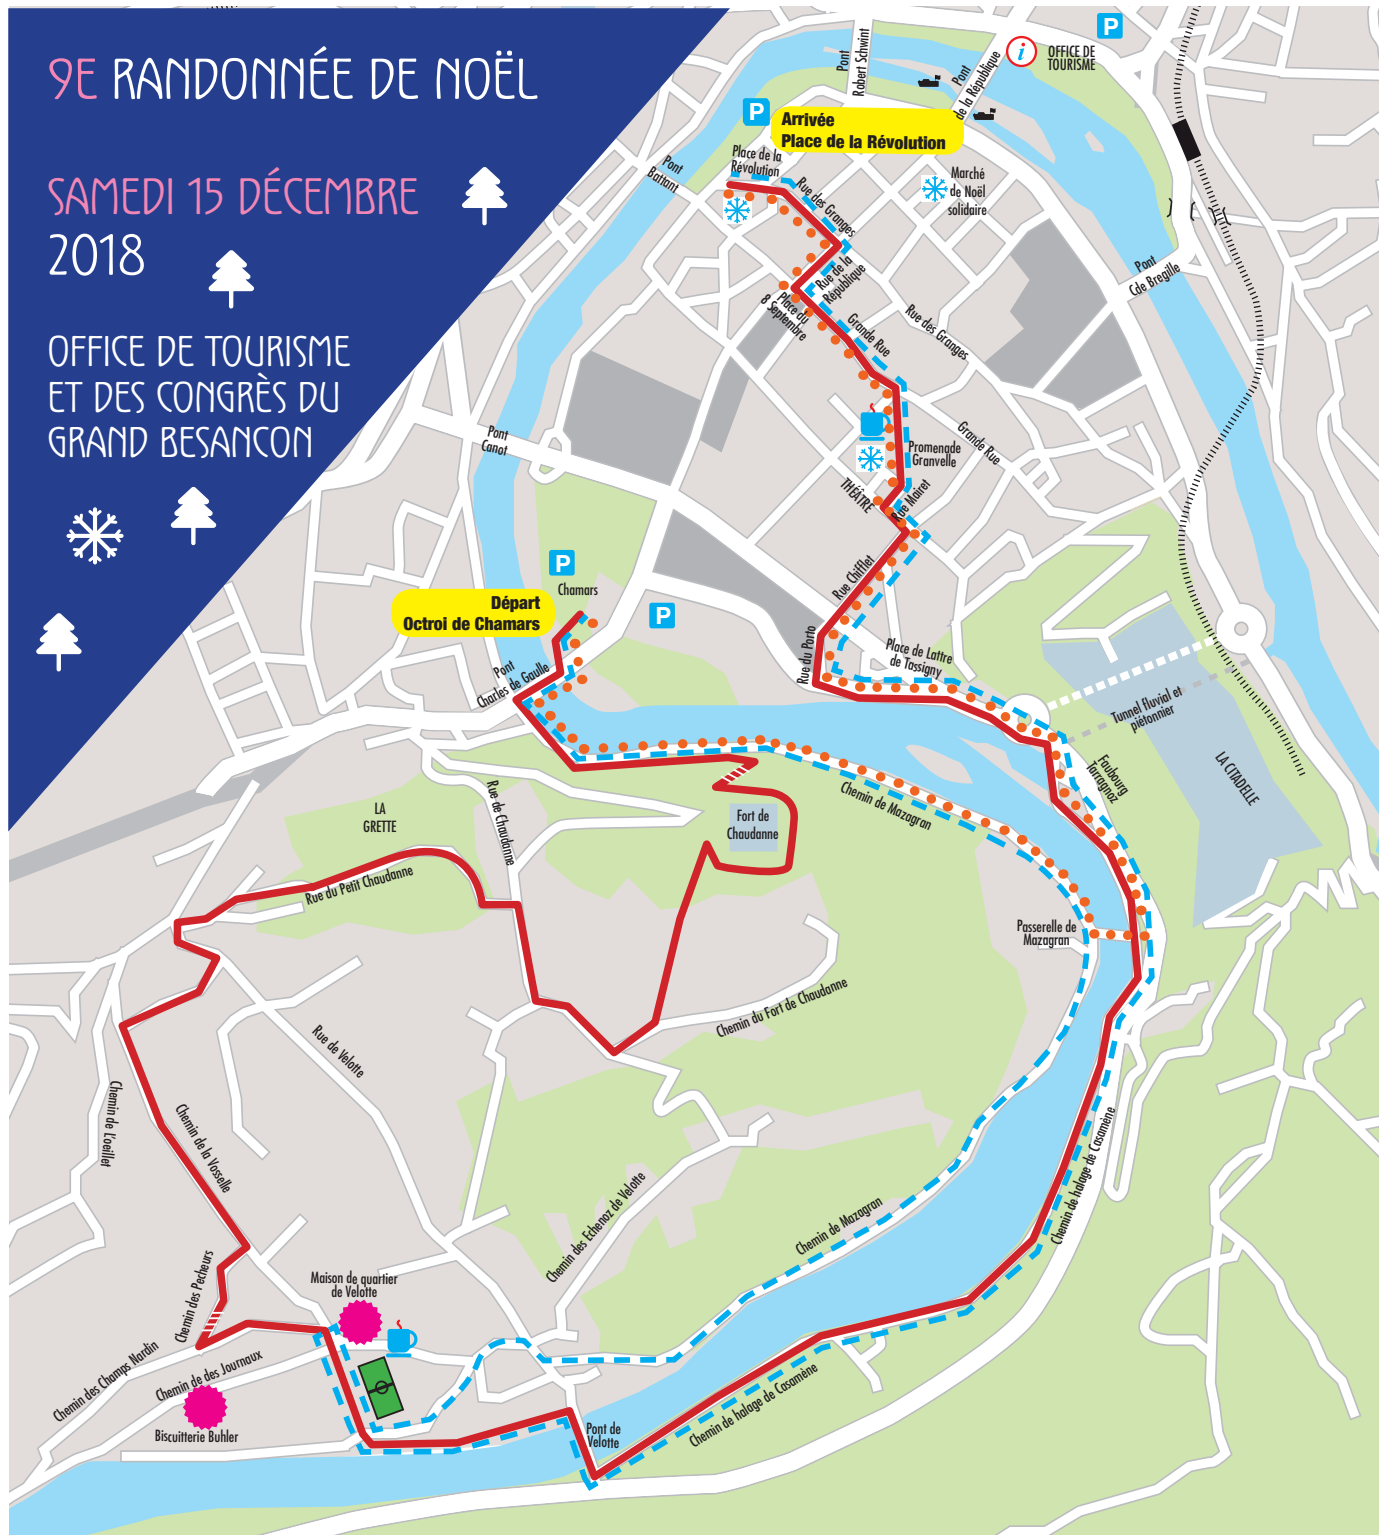 9E RANDONNÉE DE NOËL
SAMEDI 15 DÉCEMBRE
2018
OFFICE DE TOURISME
ET DES CONGRÈS DU
GRAND BESANCON
P
i
OFFICE DE
TOURISME
Pont
Robert Schwint
Pont
de la République
P
Arrivée
Place de la Révolution
Place de la
Révolution
Pont
Battant
Rue des Granges
Marché
de Noël
solidaire
Pont
Cde Bregille
Rue de la
République
Place du
8 Septembre
Grande Rue
Rue des Granges
Pont
Canot
Grande Rue
Promenade
Granvelle
THÉÂTRE
Rue Mairet
P
Chamars
Départ
Octroi de Chamars
P
Rue Chifflet
Rue du Porto
Place de Lattre
de Tassigny
Pont
Charles de Gaulle
Tunnel fluvial et
piétonnier
LA CITADELLE
Faubourg
Tarragnoz
Chemin de Mazagran
Rue de Chaudanne
LA
GRETTE
Fort de
Chaudanne
Rue du Petit Chaudanne
Passerelle de
Mazagran
Chemin du Fort de Chaudanne
Rue de Velotte
Chemin de L'oeillet
Chemin de la Vosselle
Chemin de halage de Casamène
Chemin des Echenoz de Velotte
Chemin de Mazagran
Chemin des Pecheurs
Maison de quartier
de Velotte
Chemin des Champs Nardin
Chemin de des Journaux
Biscuitterie Buhler
Pont de
Velotte
Chemin de halage de Casamène